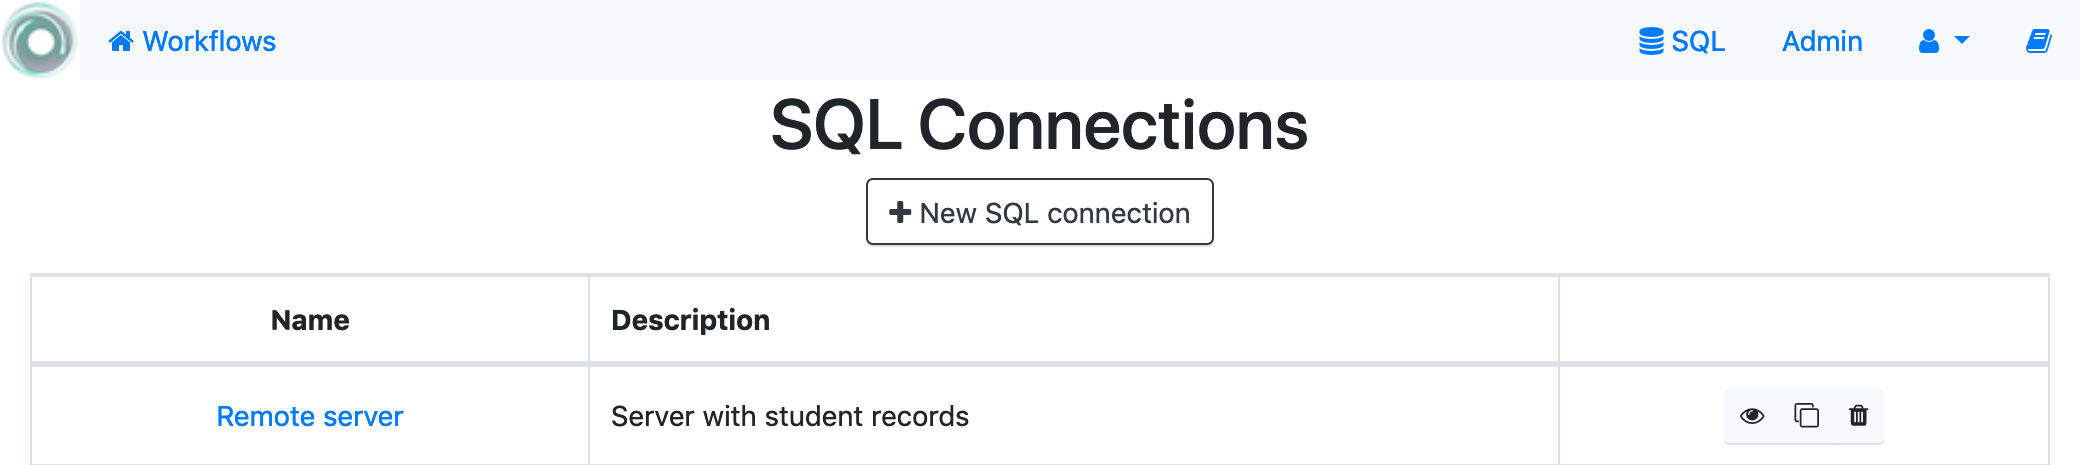 Workflows
SQL
Admin
SQL Connections
New SQL connection
Name
Description
Remote server
Server with student records